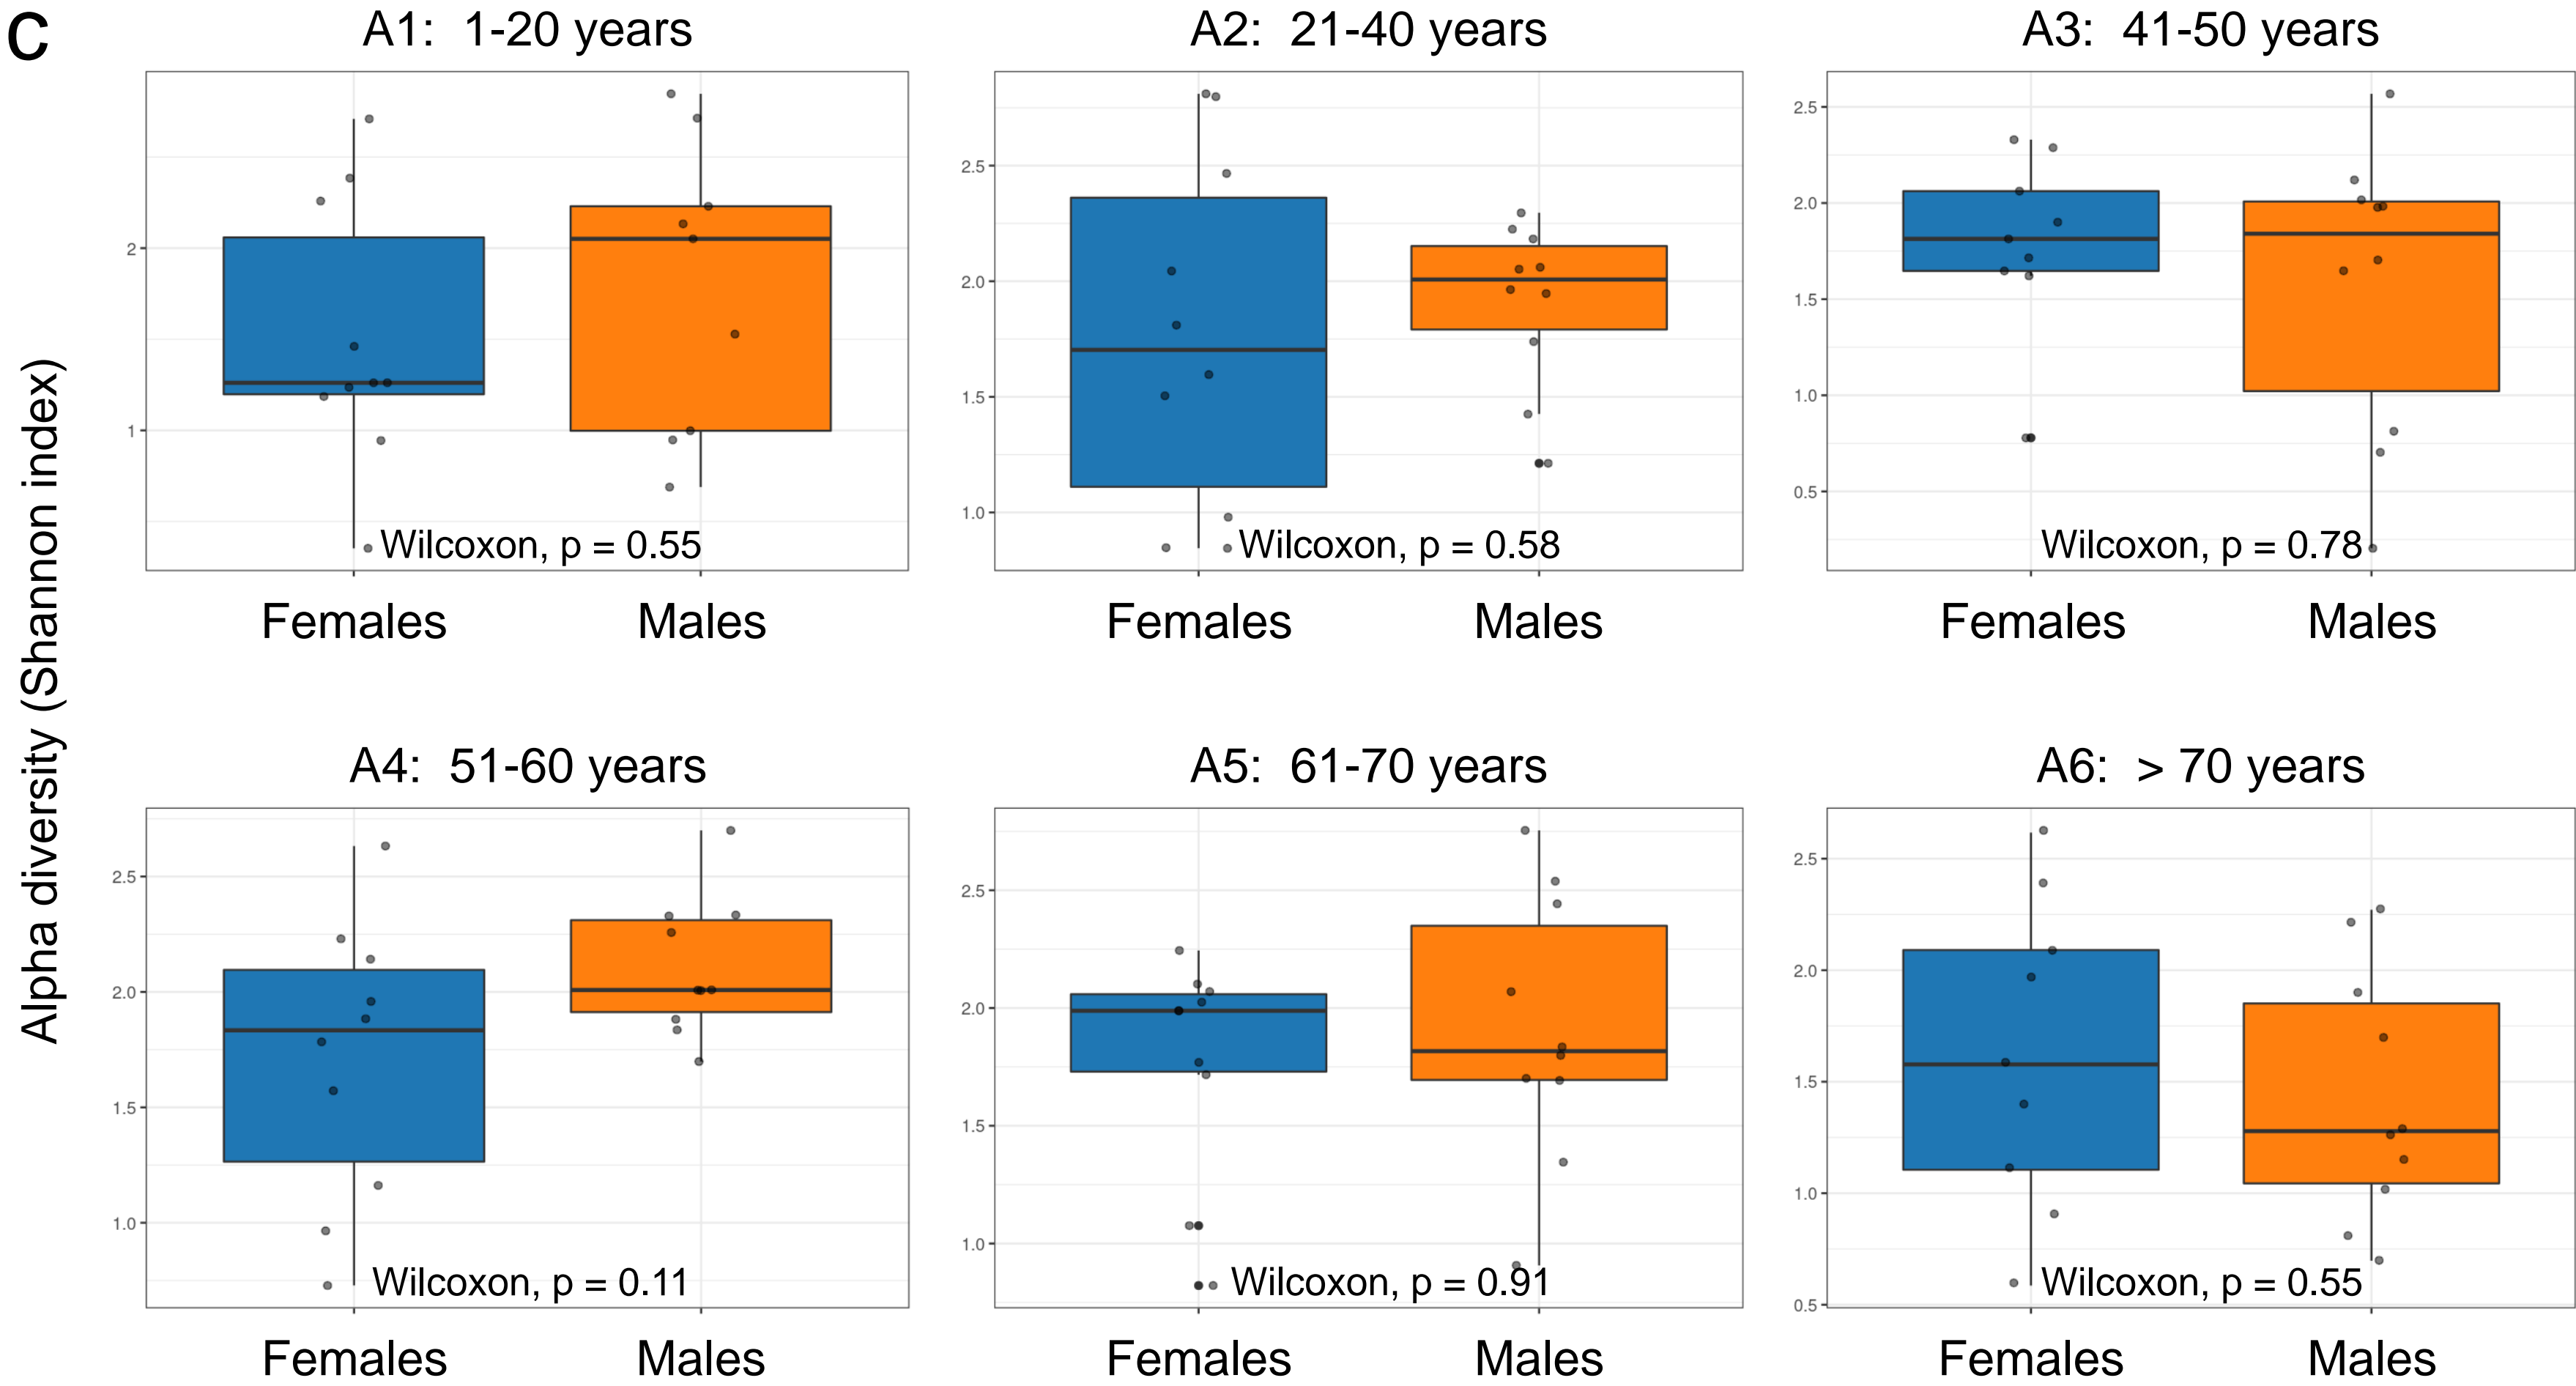 C
A1: 1-20 years
A2: 21-40 years
A3: 41-50 years
Alpha diversity (Shannon index)
2
1
Wilcoxon, p = 0.55
Females
Males
2.5
2.0
1.5
1.0
Wilcoxon, p = 0.58
Females
Males
2.5
2.0
1.5
1.0
0.5
Wilcoxon, p = 0.78
Females
Males
A4: 51-60 years
A5: 61-70 years
A6: > 70 years
2.5
2.0
1.5
1.0
Wilcoxon, p = 0.11
Females
Males
2.5
2.0
1.5
1.0
Wilcoxon, p = 0.91
Females
Males
2.5
2.0
1.5
1.0
0.5
Wilcoxon, p = 0.55
Females
Males